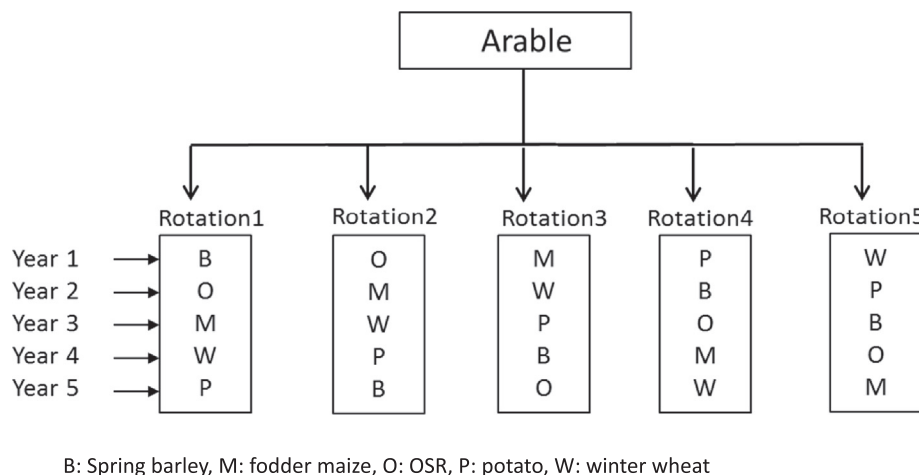 Arable
Rotation1 Rotation2 Rotation3 Rotation4 Rotation5
Year 1 B O M P W
Year 2 O M W B P
Year 3 M W P O B
Year 4 W P B M O
Year 5 P B O W M
B: Spring barley, M: fodder maize, O: OSR, P: potato, W: winter wheat